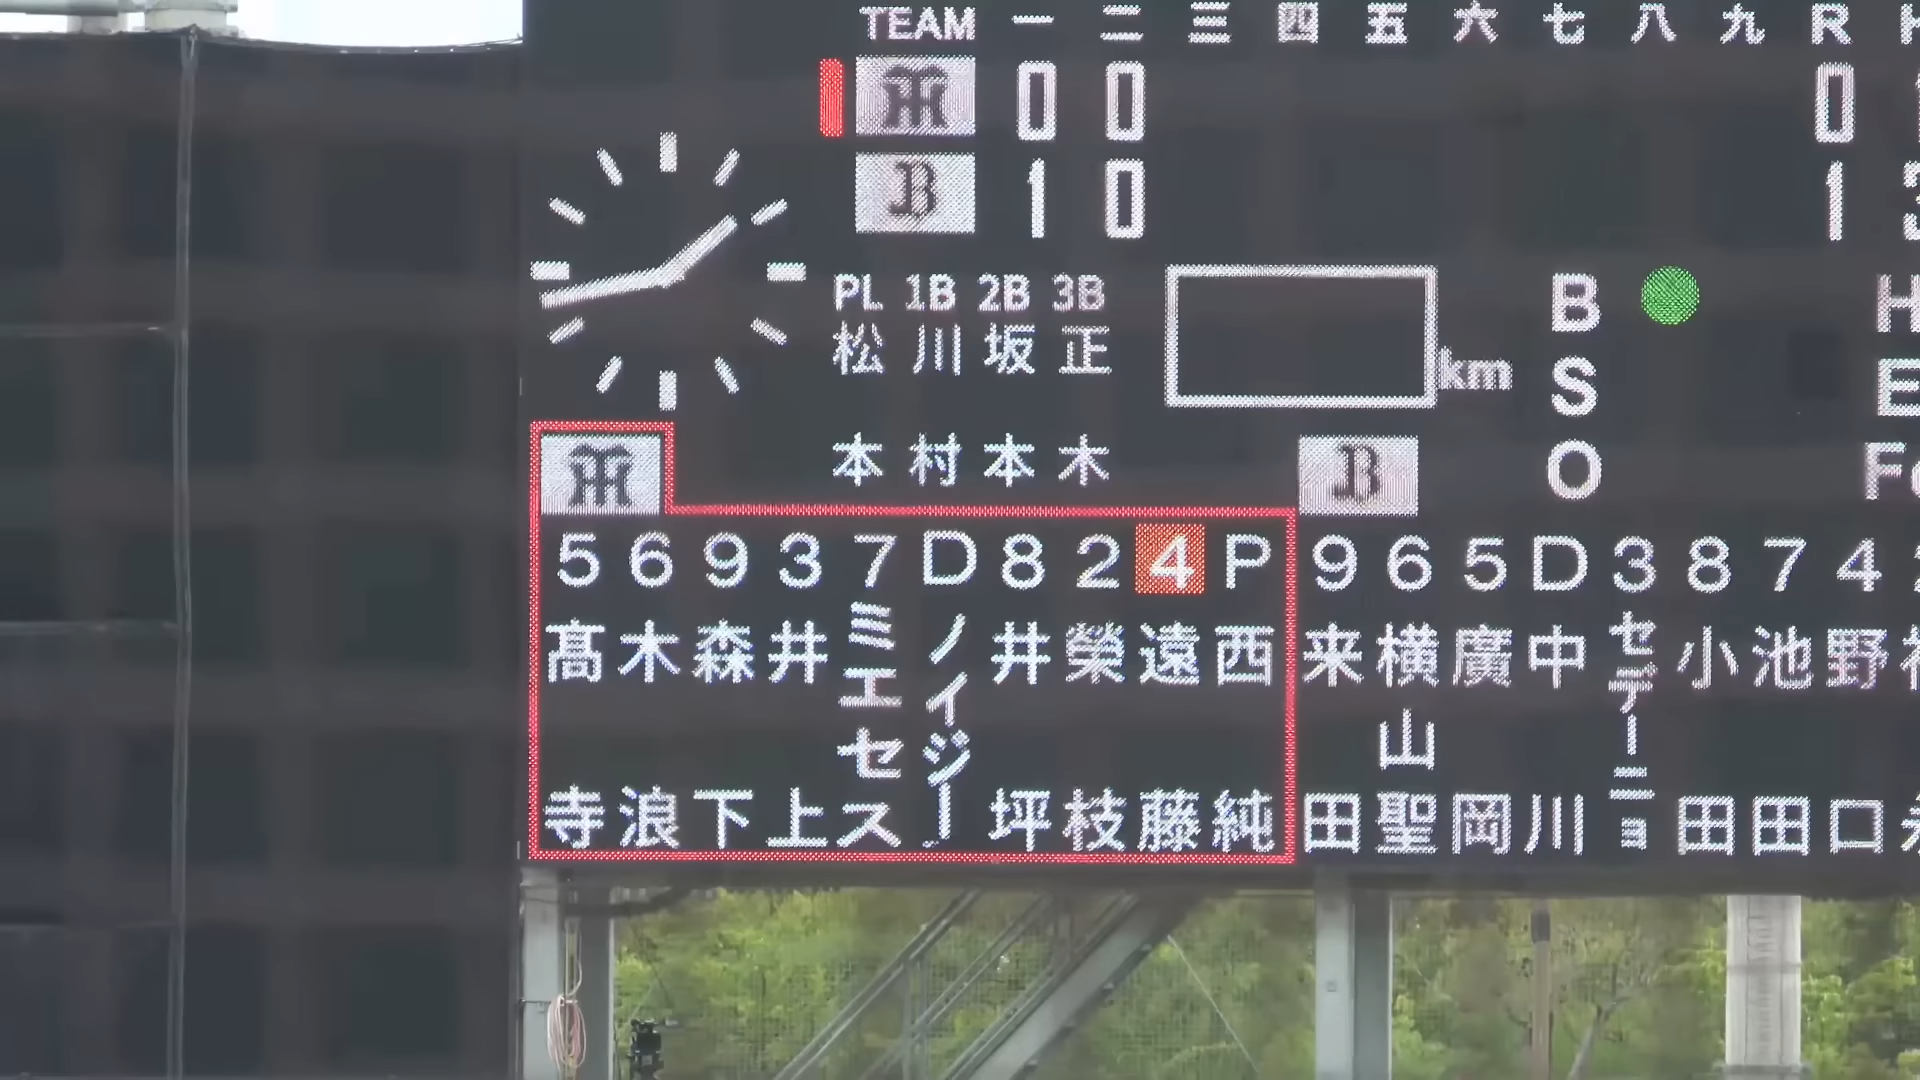 TEAM 一 二 三 四 五 六 七 八 九 R H
TH 0 0 0
B 1 0 1 3
PL 1B 2B 3B
松本 川村 坂本 正木
km
B H
S E
O F
TH
5 6 9 3 7 D 8 2 4 P
髙寺 木浪 森下 井上 ミエセス ノイジー 井坪 榮枝 遠藤 西純
B
9 6 5 D 3 8 7 4
来田 横山聖 廣岡 中川 セデーニョ 小田 池田 野口